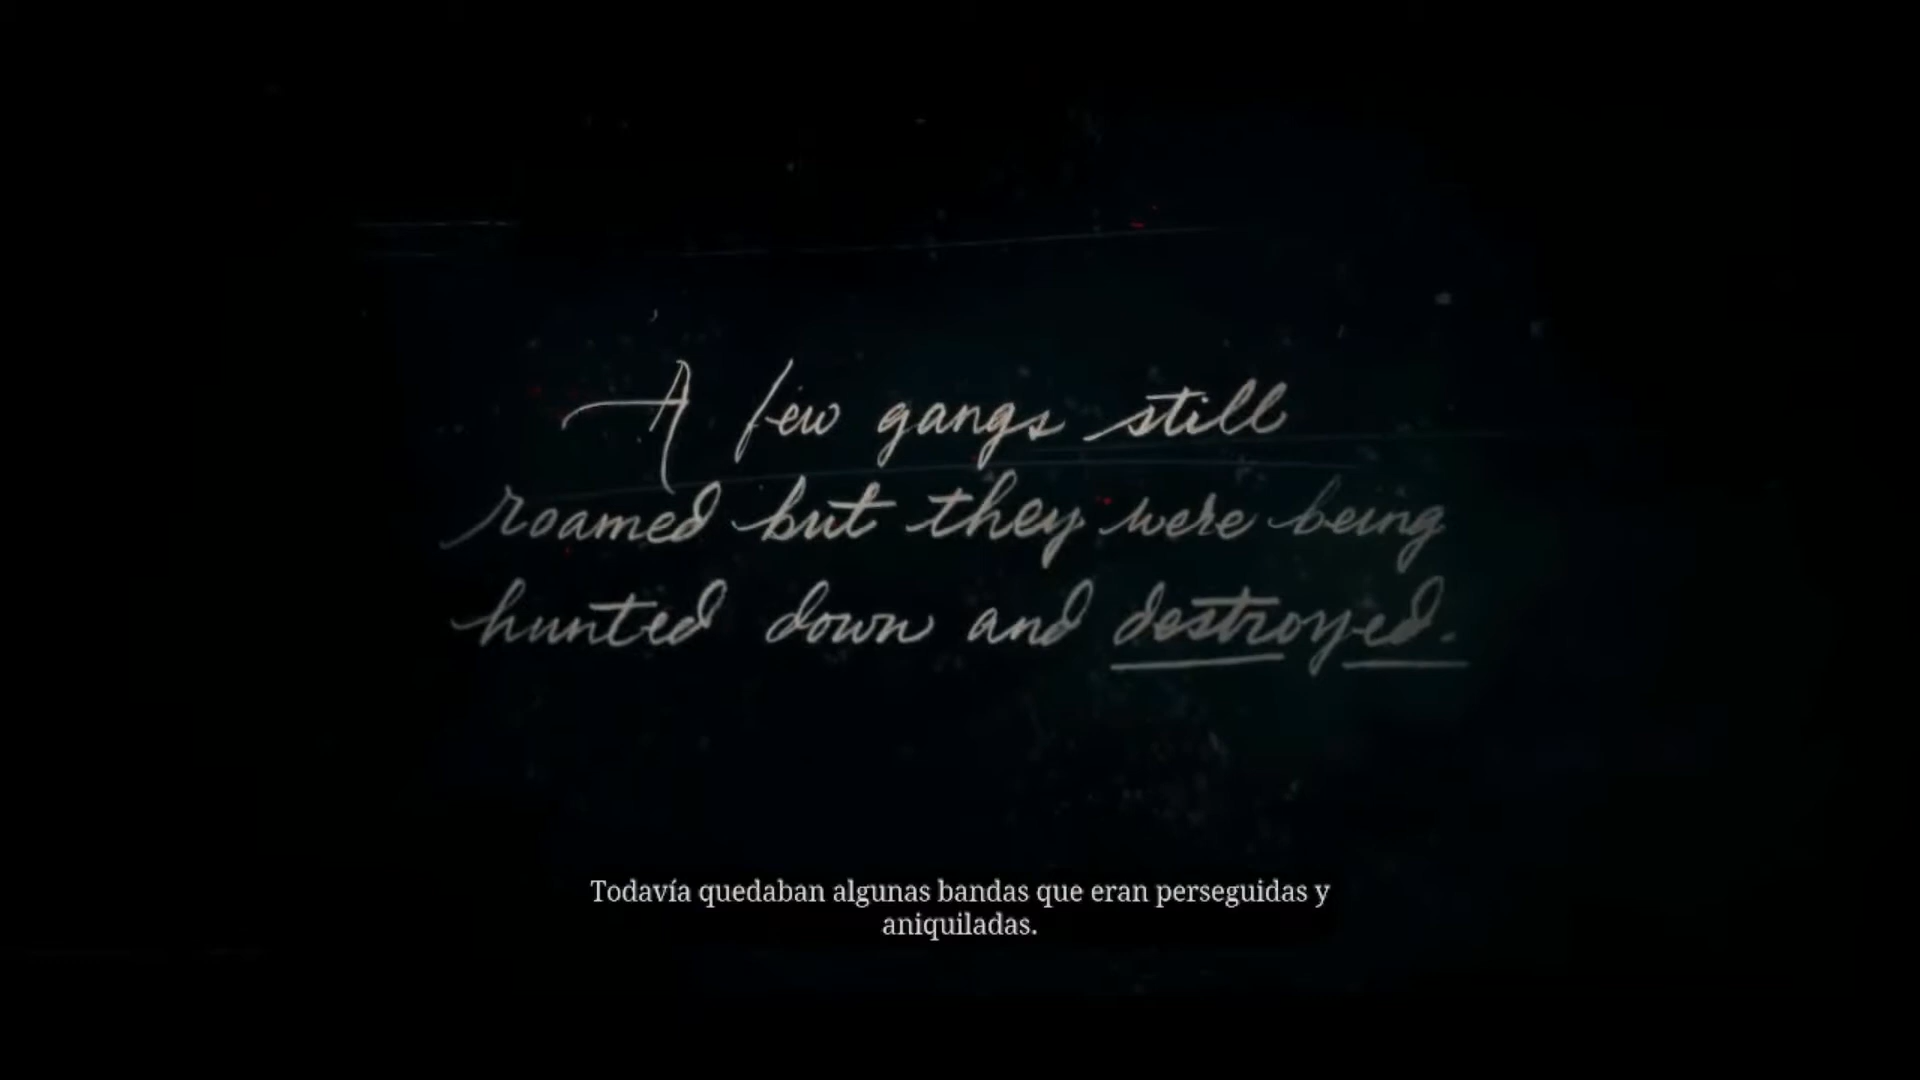 A few gangs still
roamed but they were being
hunted down and destroyed.
Todavía quedaban algunas bandas que eran perseguidas y
aniquiladas.